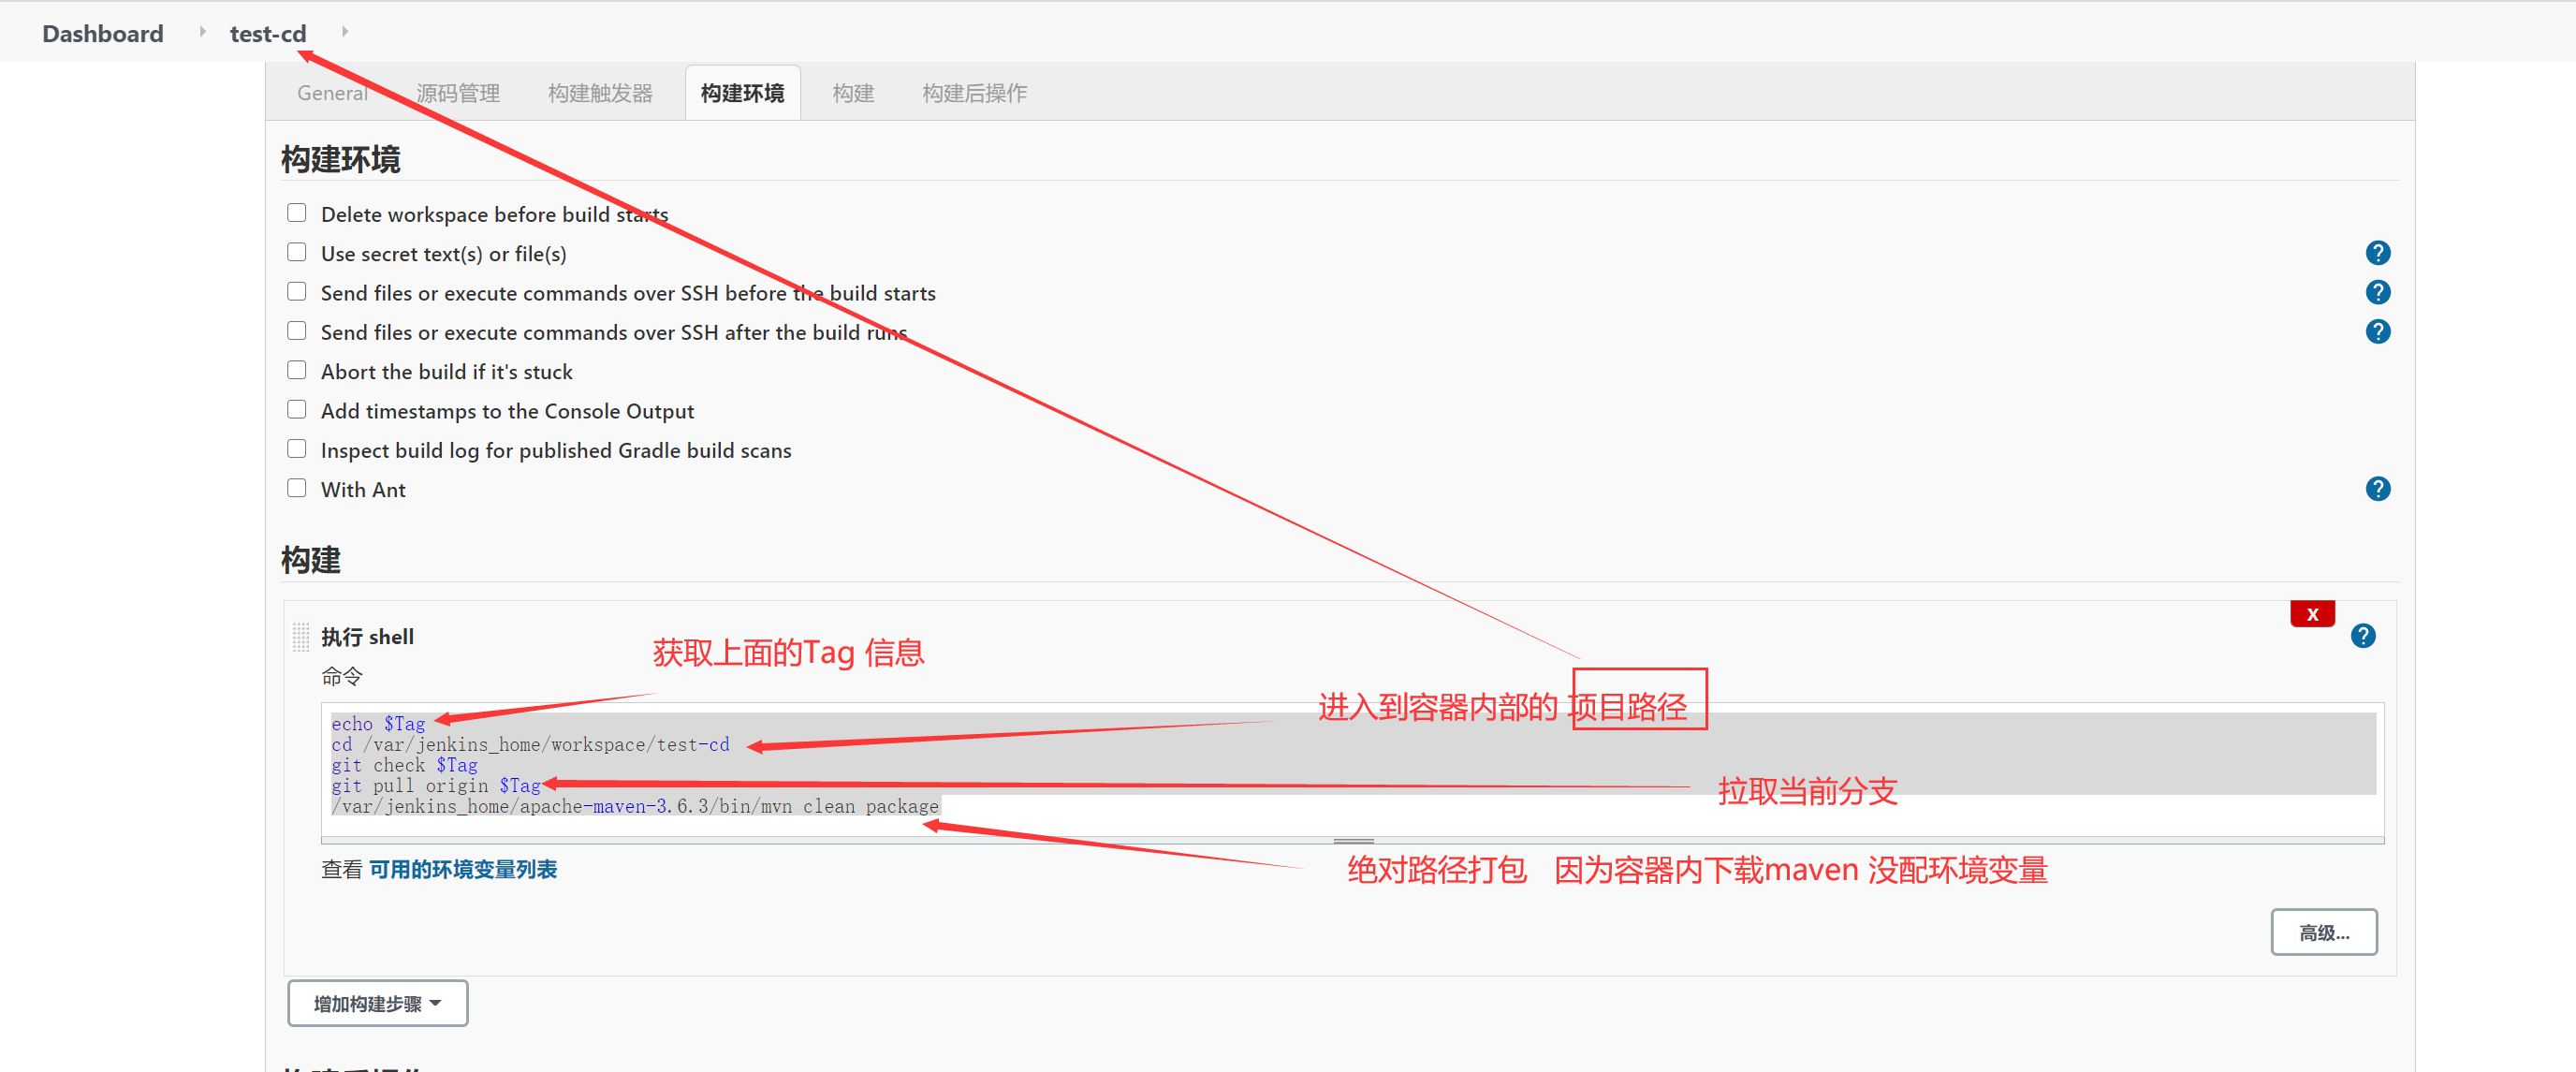 Dashboard test-cd
General 源码管理 构建触发器 构建环境 构建 构建后操作
构建环境
Delete workspace before build starts
Use secret text(s) or file(s)
Send files or execute commands over SSH before the build starts
Send files or execute commands over SSH after the build runs
Abort the build if it's stuck
Add timestamps to the Console Output
Inspect build log for published Gradle build scans
With Ant
构建
X
执行 shell
获取上面的Tag 信息
命令
进入到容器内部的 项目路径
echo $Tag
cd /var/jenkins_home/workspace/test-cd
git check $Tag
git pull origin $Tag
拉取当前分支
/var/jenkins_home/apache-maven-3.6.3/bin/mvn clean package
查看 可用的环境变量列表
绝对路径打包 因为容器内下载maven 没配环境变量
高级...
增加构建步骤